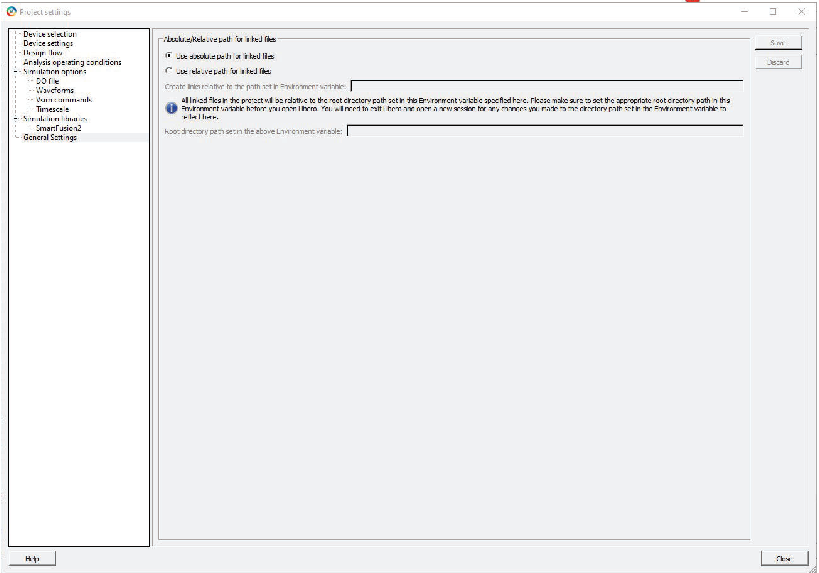 Project settings
Device selection
Device settings
Design flow
Analysis operating conditions
Simulation options
DO file
Waveforms
Vsim commands
Timescale
Simulation libraries
SmartFusion2
General Settings
Absolute/Relative path for linked files
Use absolute path for linked files
Use relative path for linked files
Create links relative to the path set in Environment variable:
All linked files in the project will be relative to the root directory path set in this Environment variable specified here. Please make sure to set the appropriate root directory path in this
Environment variable before you open Libero. You will need to exit Libero and open a new session for any changes you made to the directory path set in the Environment variable to
reflect here.
Root directory path set in the above Environment variable:
Save
Discard
Help
Close